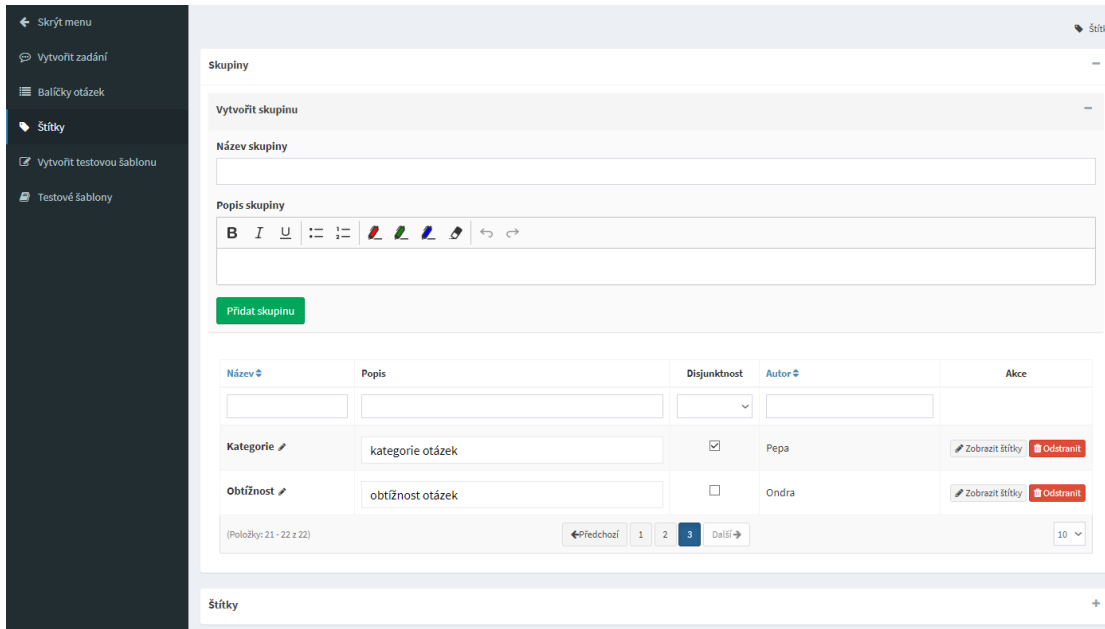 Skrýt menu
Vytvořit zadání
Balíčky otázek
Štítky
Vytvořit testovou šablonu
Testové šablony
Skupiny
Vytvořit skupinu
Název skupiny
Popis skupiny
B I U
Přidat skupinu
Název Popis Disjunktnost Autor Akce
Kategorie kategorie otázek Pepa Zobrazit štítky Odstranit
Obtížnost obtížnost otázek Ondra Zobrazit štítky Odstranit
(Položky: 21 - 22 z 22) Předchozí 1 2 3 Další 10
Štítky